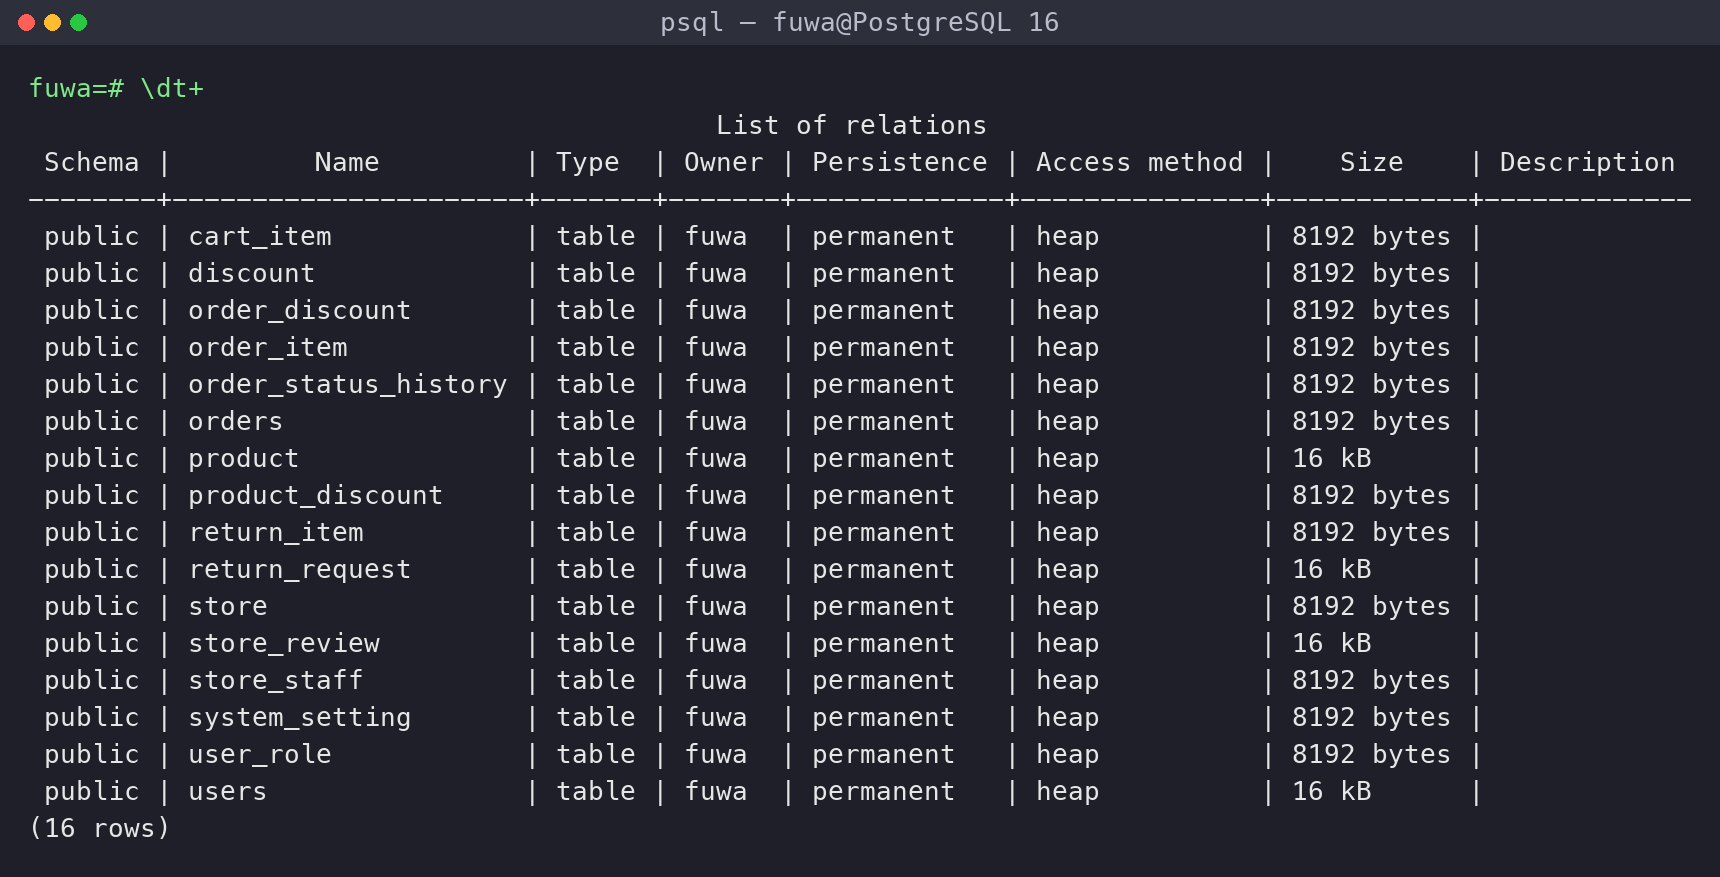 psql — fuwa@PostgreSQL 16
fuwa=# \dt+
                                           List of relations
 Schema |         Name         | Type  | Owner | Persistence | Access method |    Size    | Description
--------+----------------------+-------+-------+-------------+---------------+------------+-------------
 public | cart_item            | table | fuwa  | permanent   | heap          | 8192 bytes |
 public | discount             | table | fuwa  | permanent   | heap          | 8192 bytes |
 public | order_discount       | table | fuwa  | permanent   | heap          | 8192 bytes |
 public | order_item           | table | fuwa  | permanent   | heap          | 8192 bytes |
 public | order_status_history | table | fuwa  | permanent   | heap          | 8192 bytes |
 public | orders               | table | fuwa  | permanent   | heap          | 8192 bytes |
 public | product              | table | fuwa  | permanent   | heap          | 16 kB      |
 public | product_discount     | table | fuwa  | permanent   | heap          | 8192 bytes |
 public | return_item          | table | fuwa  | permanent   | heap          | 8192 bytes |
 public | return_request       | table | fuwa  | permanent   | heap          | 16 kB      |
 public | store                | table | fuwa  | permanent   | heap          | 8192 bytes |
 public | store_review         | table | fuwa  | permanent   | heap          | 16 kB      |
 public | store_staff          | table | fuwa  | permanent   | heap          | 8192 bytes |
 public | system_setting       | table | fuwa  | permanent   | heap          | 8192 bytes |
 public | user_role            | table | fuwa  | permanent   | heap          | 8192 bytes |
 public | users                | table | fuwa  | permanent   | heap          | 16 kB      |
(16 rows)